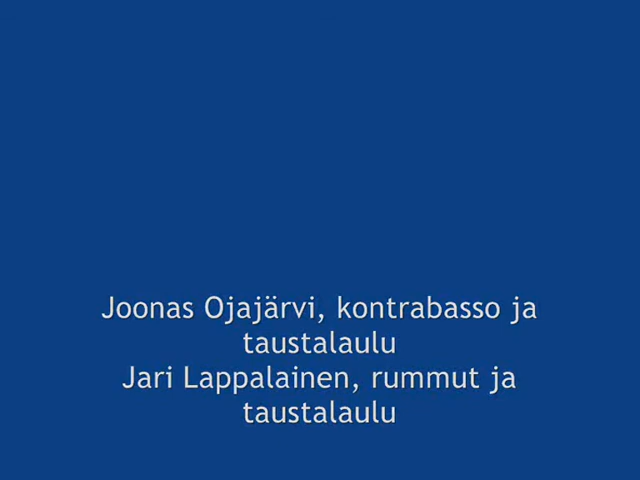 Joonas Ojajärvi, kontrabasso ja
taustalaulu
Jari Lappalainen, rummut ja
taustalaulu